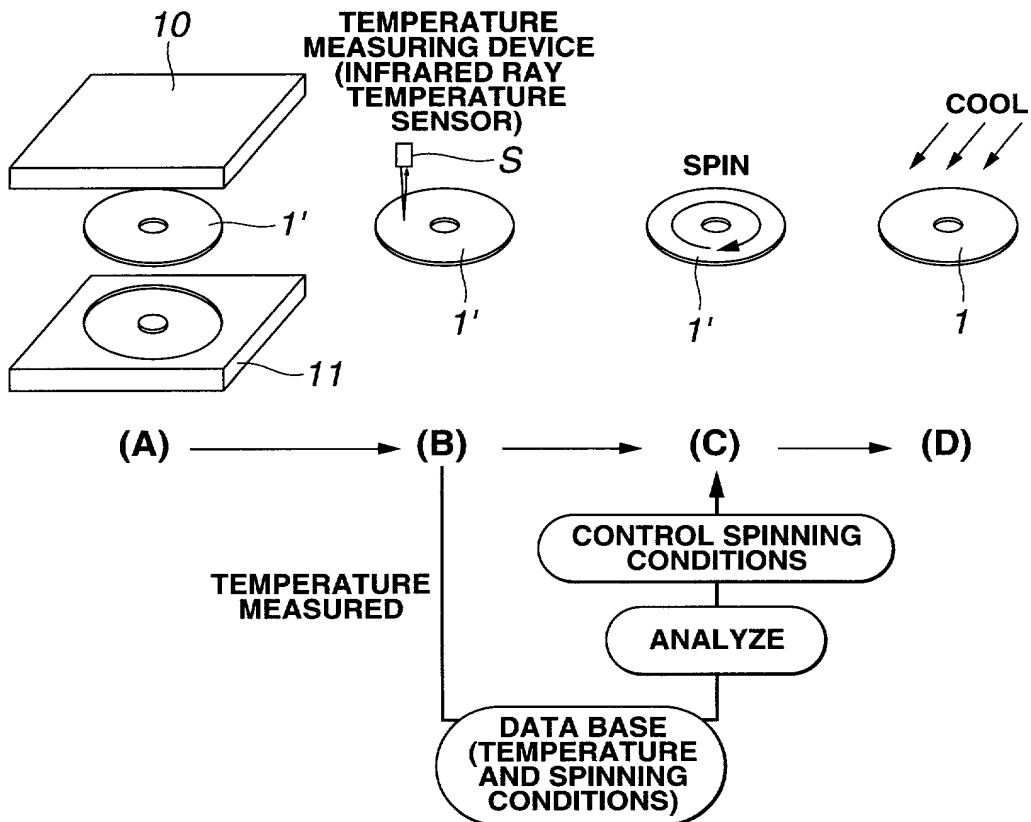 10
TEMPERATURE
MEASURING DEVICE
(INFRARED RAY
TEMPERATURE
SENSOR)
S
COOL
SPIN
1'
1'
1'
1
11
(A)
(B)
(C)
(D)
CONTROL SPINNING
CONDITIONS
TEMPERATURE
MEASURED
ANALYZE
DATA BASE
(TEMPERATURE
AND SPINNING
CONDITIONS)